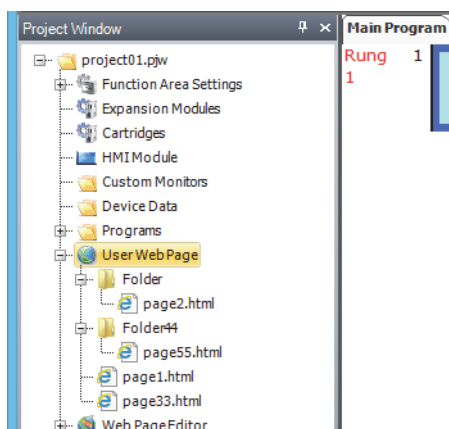 Project Window
Main Program
project01.pjw
Rung 1
1
Function Area Settings
Expansion Modules
Cartridges
HMI Module
Custom Monitors
Device Data
Programs
User Web Page
Folder
page2.html
Folder44
page55.html
page1.html
page33.html
Web Page Editor